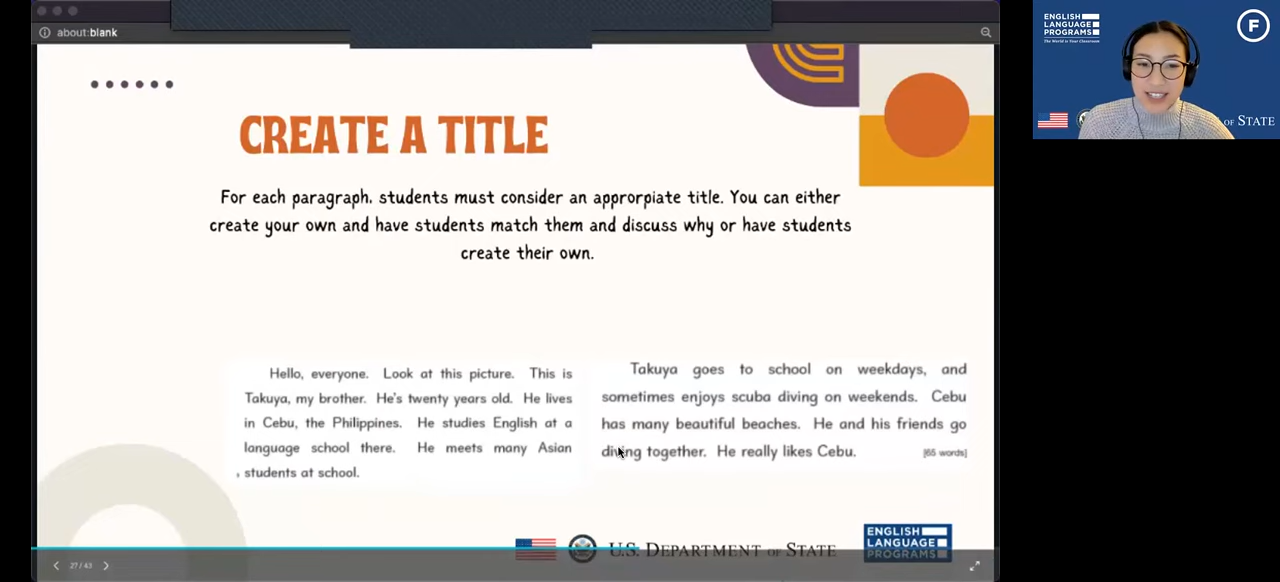 about:blank
CREATE A TITLE
For each paragraph, students must consider an approrpiate title. You can either
create your own and have students match them and discuss why or have students
create their own.
Hello, everyone. Look at this picture. This is
Takuya, my brother. He's twenty years old. He lives
in Cebu, the Philippines. He studies English at a
language school there. He meets many Asian
students at school.
Takuya goes to school on weekdays, and
sometimes enjoys scuba diving on weekends. Cebu
has many beautiful beaches. He and his friends go
diving together. He really likes Cebu.
[65 words]
U.S. DEPARTMENT OF STATE
ENGLISH
LANGUAGE
PROGRAMS
27 / 43
ENGLISH
LANGUAGE
PROGRAMS
The World is Your Classroom
F
OF STATE